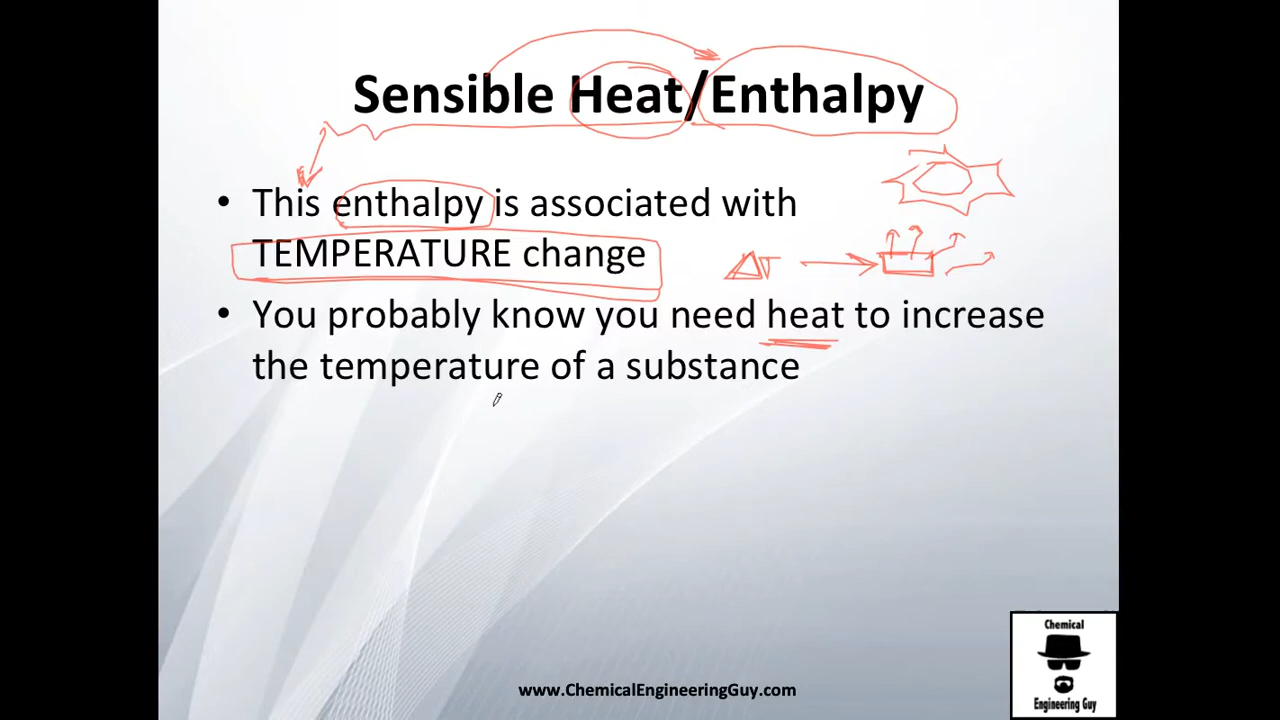 Sensible Heat/Enthalpy
• This enthalpy is associated with
TEMPERATURE change
ΔT
• You probably know you need heat to increase
the temperature of a substance
www.ChemicalEngineeringGuy.com
Chemical
Engineering Guy